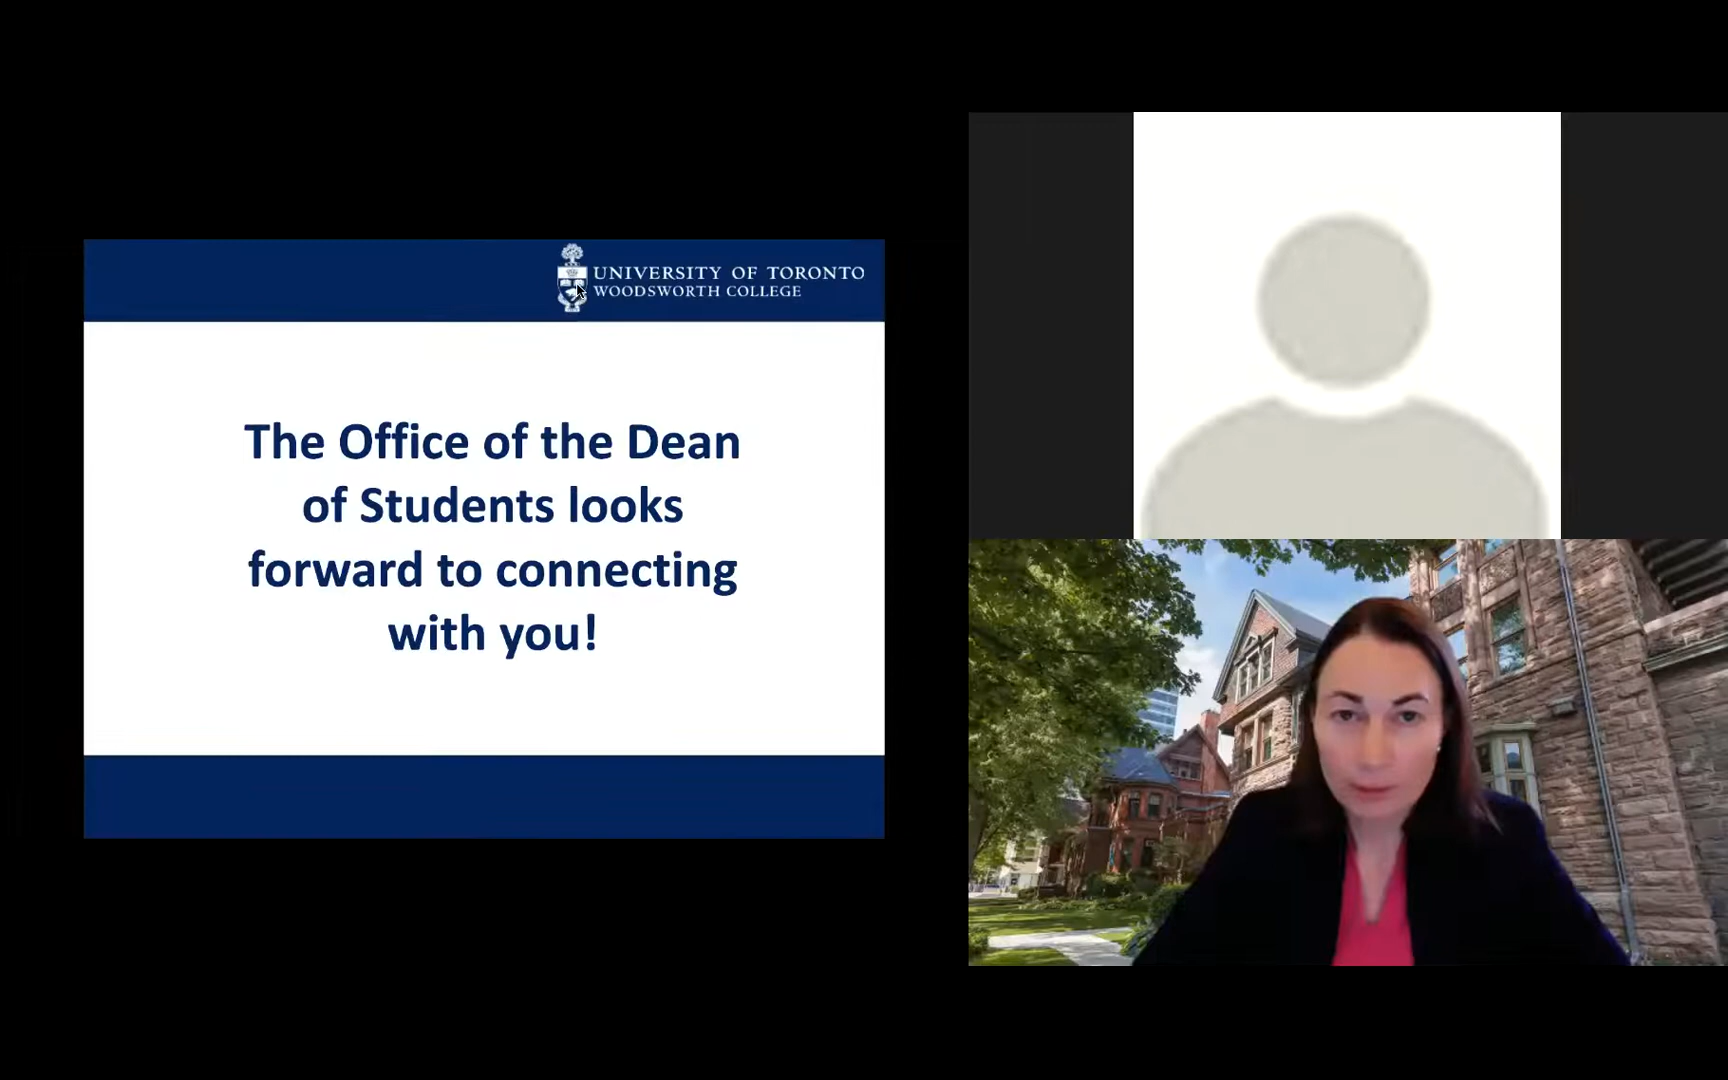 UNIVERSITY OF TORONTO
WOODSWORTH COLLEGE
The Office of the Dean
of Students looks
forward to connecting
with you!